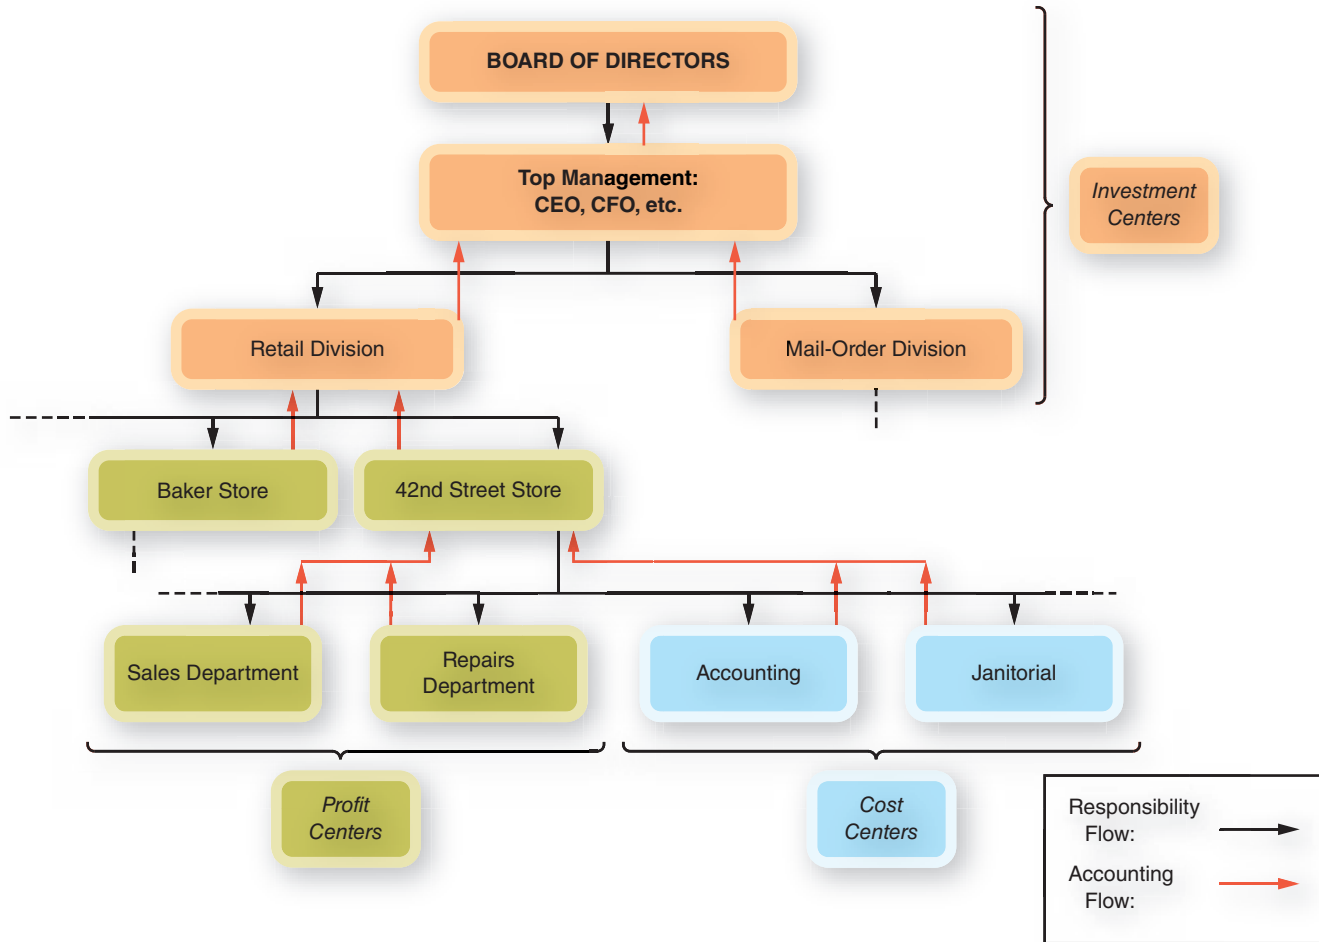 BOARD OF DIRECTORS
Top Management:
CEO, CFO, etc.
Investment
Centers
Retail Division
Mail-Order Division
Baker Store
42nd Street Store
Sales Department
Repairs
Department
Accounting
Janitorial
Profit
Centers
Cost
Centers
Responsibility
Flow:
Accounting
Flow: